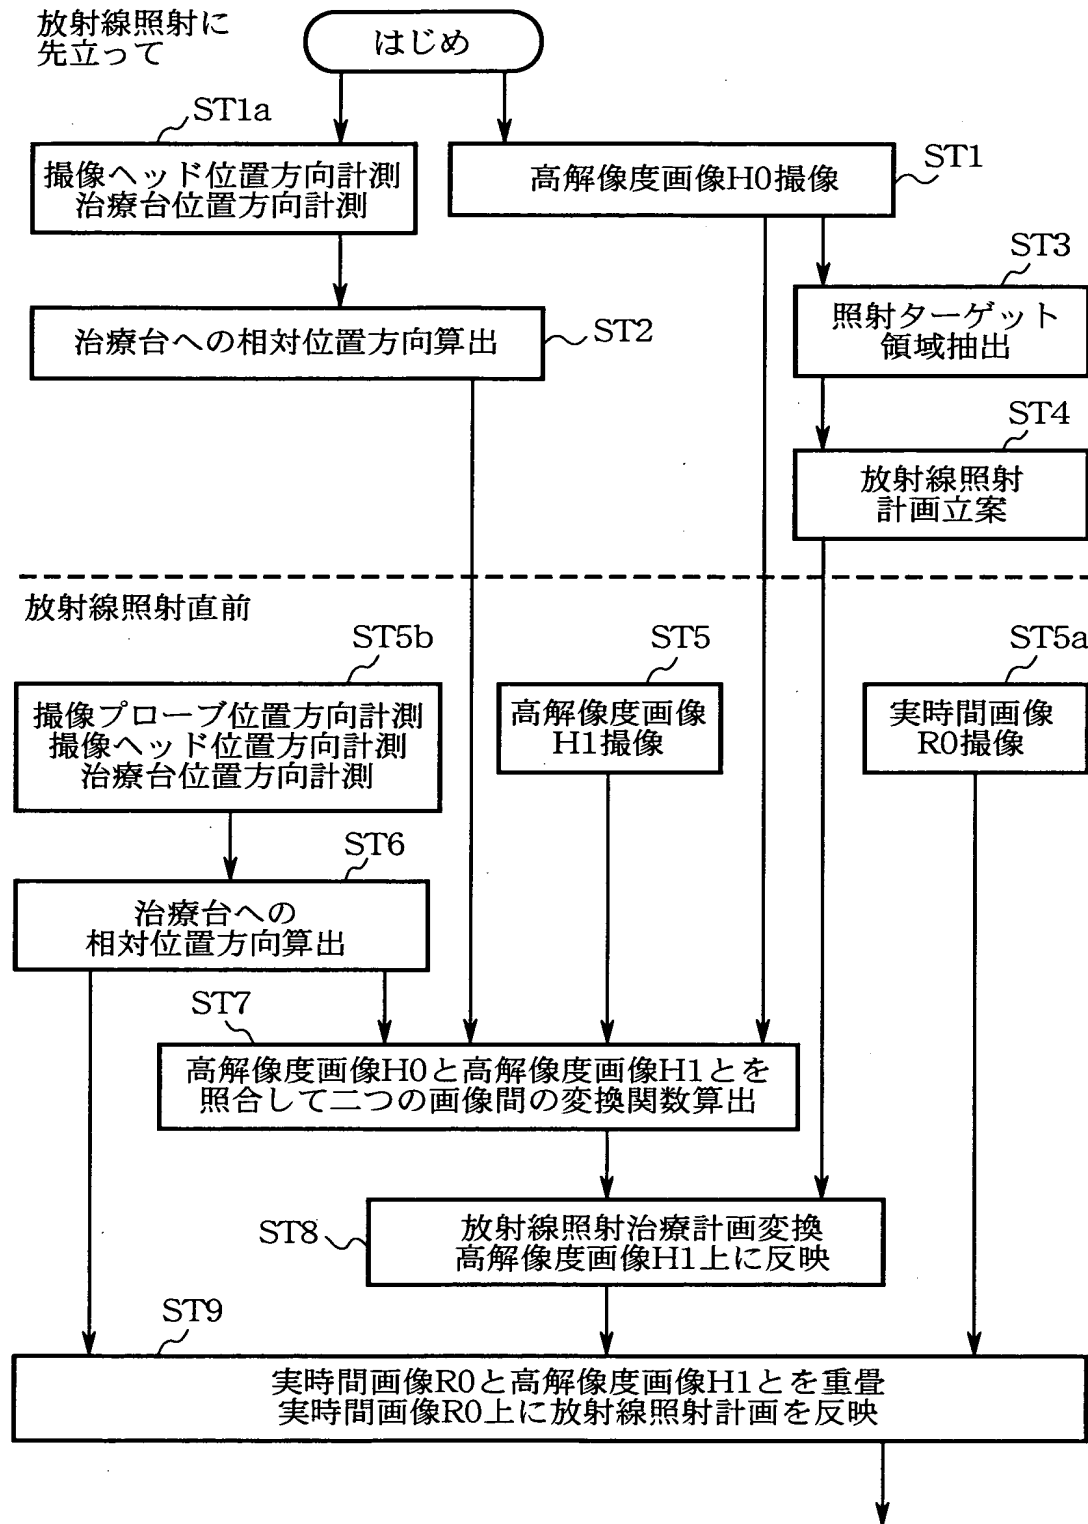 放射線照射に
先立って
はじめ
ST1a
撮像ヘッド位置方向計測
治療台位置方向計測
高解像度画像H0撮像
ST1
ST3
照射ターゲット
領域抽出
治療台への相対位置方向算出
ST2
ST4
放射線照射
計画立案
放射線照射直前
ST5b
撮像プローブ位置方向計測
撮像ヘッド位置方向計測
治療台位置方向計測
ST5
高解像度画像
H1撮像
ST5a
実時間画像
R0撮像
ST6
治療台への
相対位置方向算出
ST7
高解像度画像H0と高解像度画像H1とを
照合して二つの画像間の変換関数算出
ST8
放射線照射治療計画変換
高解像度画像H1上に反映
ST9
実時間画像R0と高解像度画像H1とを重畳
実時間画像R0上に放射線照射計画を反映